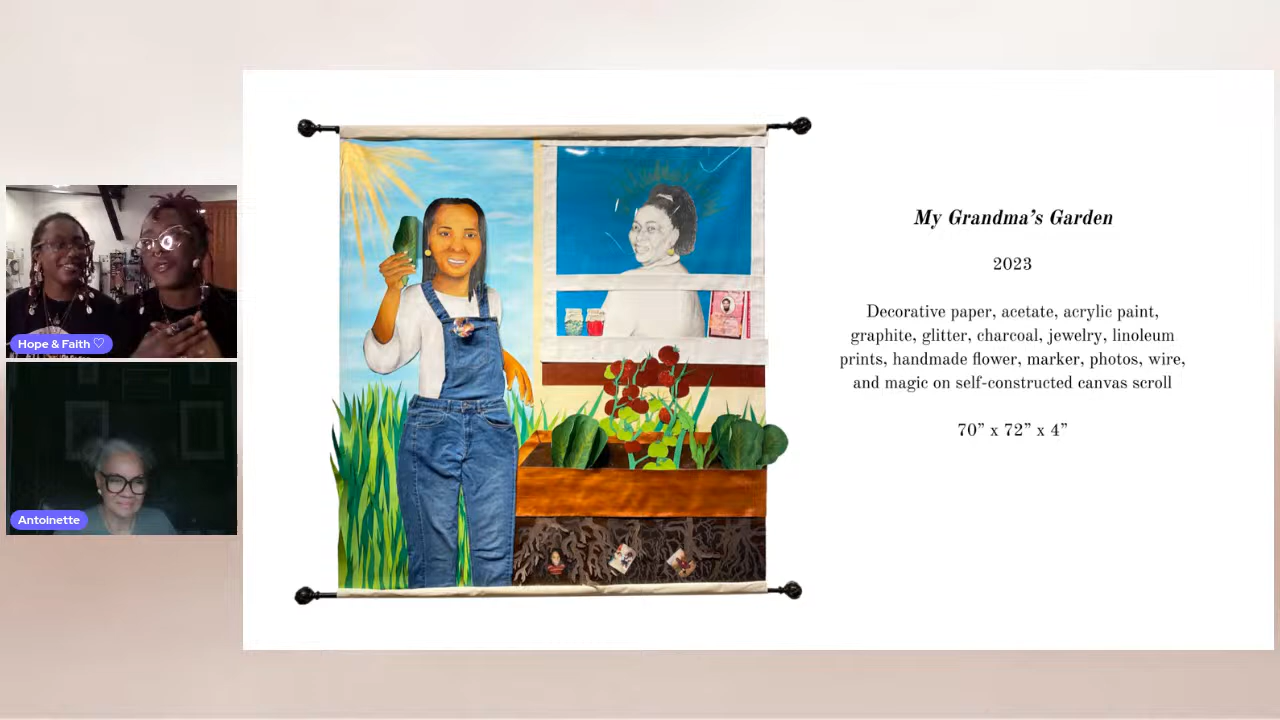 My Grandma’s Garden
2023
Decorative paper, acetate, acrylic paint,
graphite, glitter, charcoal, jewelry, linoleum
prints, handmade flower, marker, photos, wire,
and magic on self-constructed canvas scroll
70” x 72” x 4”
Hope & Faith ♡
Antoinette